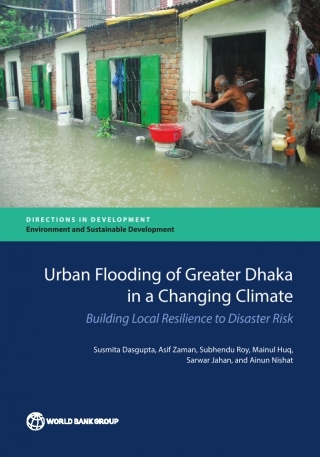 DIRECTIONS IN DEVELOPMENT
Environment and Sustainable Development
Urban Flooding of Greater Dhaka
in a Changing Climate
Building Local Resilience to Disaster Risk
Susmita Dasgupta, Asif Zaman, Subhendu Roy, Mainul Huq,
Sarwar Jahan, and Ainun Nishat
WORLD BANK GROUP